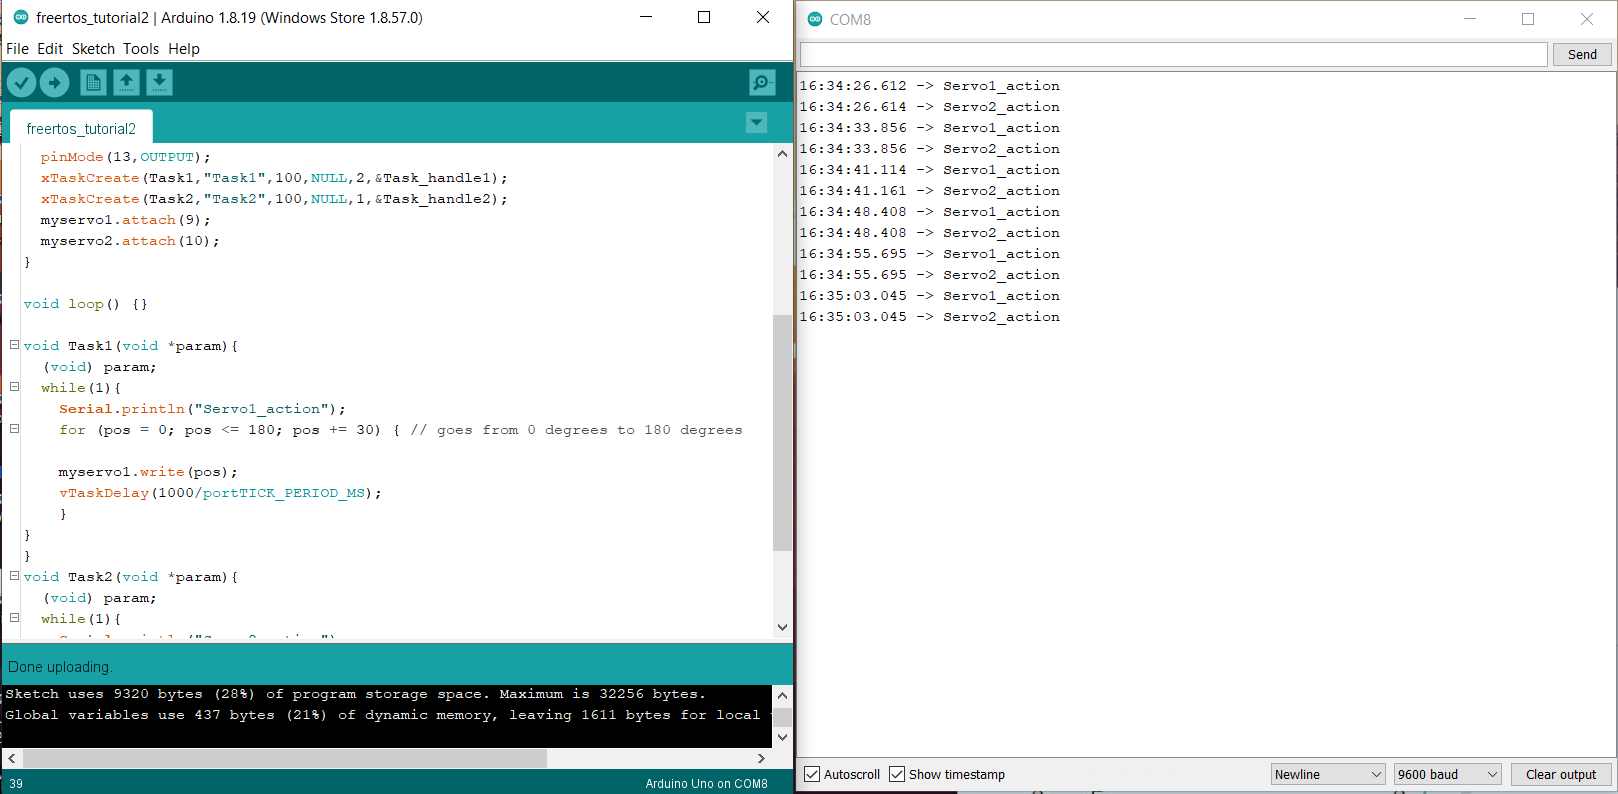 freertos_tutorial2 | Arduino 1.8.19 (Windows Store 1.8.57.0)
File Edit Sketch Tools Help
freertos_tutorial2
pinMode(13,OUTPUT);
xTaskCreate(Task1,"Task1",100,NULL,2,&Task_handle1);
xTaskCreate(Task2,"Task2",100,NULL,1,&Task_handle2);
myservo1.attach(9);
myservo2.attach(10);
}
void loop() {}
void Task1(void *param){
(void) param;
while(1){
Serial.println("Servo1_action");
for (pos = 0; pos <= 180; pos += 30) { // goes from 0 degrees to 180 degrees
myservo1.write(pos);
vTaskDelay(1000/portTICK_PERIOD_MS);
}
}
}
void Task2(void *param){
(void) param;
while(1){
Done uploading.
Sketch uses 9320 bytes (28%) of program storage space. Maximum is 32256 bytes.
Global variables use 437 bytes (21%) of dynamic memory, leaving 1611 bytes for local
39
Arduino Uno on COM8
COM8
Send
16:34:26.612 -> Servo1_action
16:34:26.614 -> Servo2_action
16:34:33.856 -> Servo1_action
16:34:33.856 -> Servo2_action
16:34:41.114 -> Servo1_action
16:34:41.161 -> Servo2_action
16:34:48.408 -> Servo1_action
16:34:48.408 -> Servo2_action
16:34:55.695 -> Servo1_action
16:34:55.695 -> Servo2_action
16:35:03.045 -> Servo1_action
16:35:03.045 -> Servo2_action
Autoscroll Show timestamp
Newline
9600 baud
Clear output